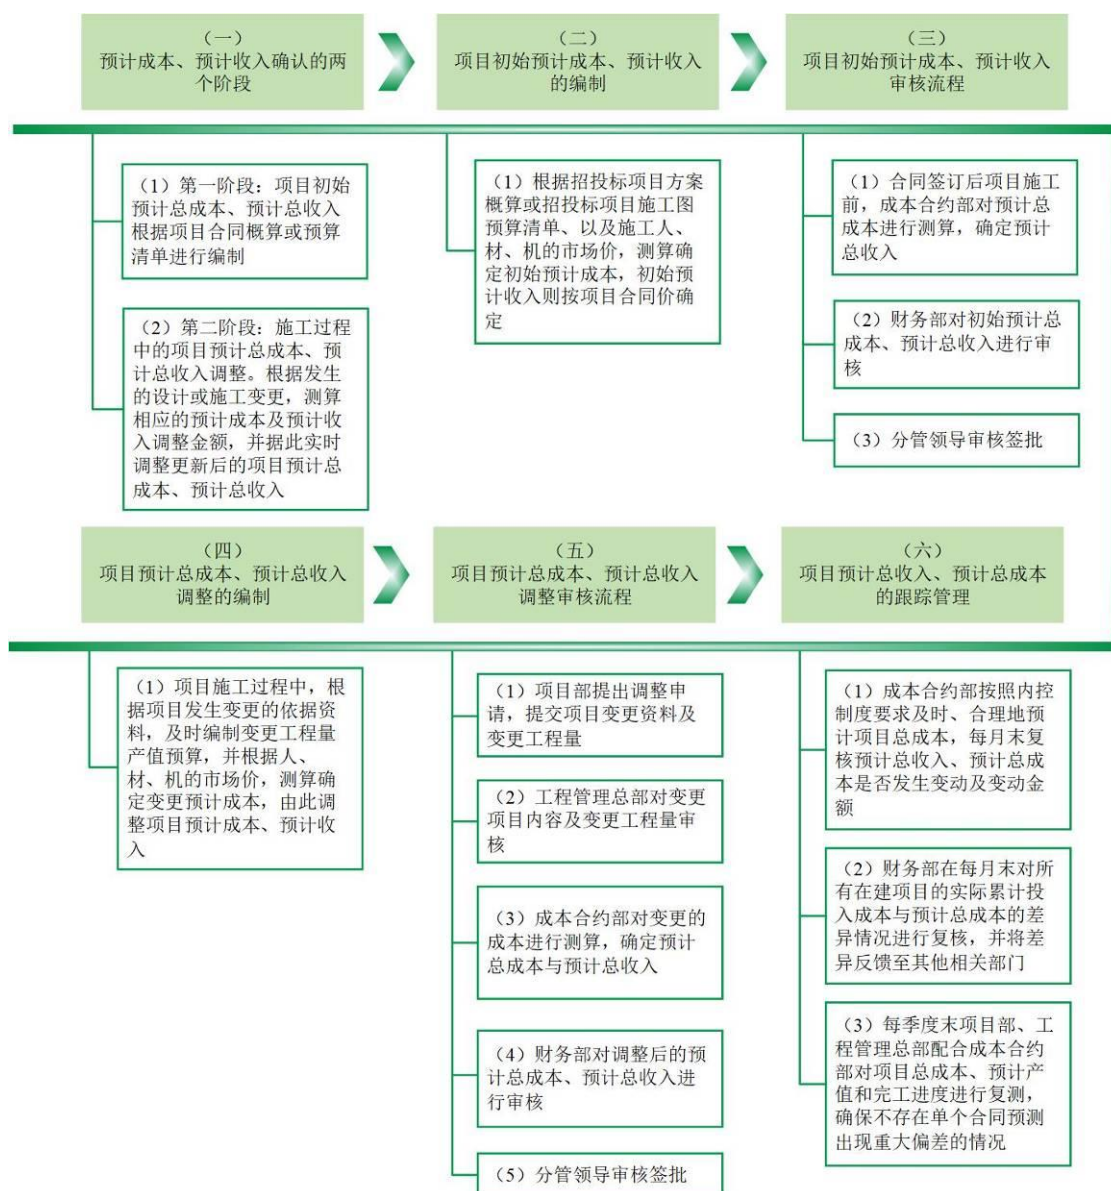 （一）
预计成本、预计收入确认的两
个阶段
（二）
项目初始预计成本、预计收入
的编制
（三）
项目初始预计成本、预计收入
审核流程
（1）第一阶段：项目初始
预计总成本、预计总收入
根据项目合同概算或预算
清单进行编制
（2）第二阶段：施工过程
中的项目预计总成本、预
计总收入调整。根据发生
的设计或施工变更，测算
相应的预计成本及预计收
入调整金额，并据此实时
调整更新后的项目预计总
成本、预计总收入
（1）根据招投标项目方案
概算或招投标项目施工图
预算清单、以及施工人、
材、机的市场价，测算确
定初始预计成本，初始预
计收入则按项目合同价确
定
（1）合同签订后项目施工
前，成本合约部对预计总
成本进行测算，确定预计
总收入
（2）财务部对初始预计总
成本、预计总收入进行审
核
（3）分管领导审核签批
（四）
项目预计总成本、预计总收入
调整的编制
（五）
项目预计总成本、预计总收入
调整审核流程
（六）
项目预计总收入、预计总成本
的跟踪管理
（1）项目施工过程中，根
据项目发生变更的依据资
料，及时编制变更工程量
产值预算，并根据人、
材、机的市场价，测算确
定变更预计成本，由此调
整项目预计成本、预计收
入
（1）项目部提出调整申
请，提交项目变更资料及
变更工程量
（2）工程管理总部对变更
项目内容及变更工程量审
核
（3）成本合约部对变更的
成本进行测算，确定预计
总成本与预计总收入
（4）财务部对调整后的预
计总成本、预计总收入进
行审核
（5）分管领导审核签批
（1）成本合约部按照内控
制度要求及时、合理地预
计项目总成本，每月末复
核预计总收入、预计总成
本是否发生变动及变动金
额
（2）财务部在每月末对所
有在建项目的实际累计投
入成本与预计总成本的差
异情况进行复核，并将差
异反馈至其他相关部门
（3）每季度末项目部、工
程管理总部配合成本合约
部对项目总成本、预计产
值和完工进度进行复测，
确保不存在单个合同预测
出现重大偏差的情况